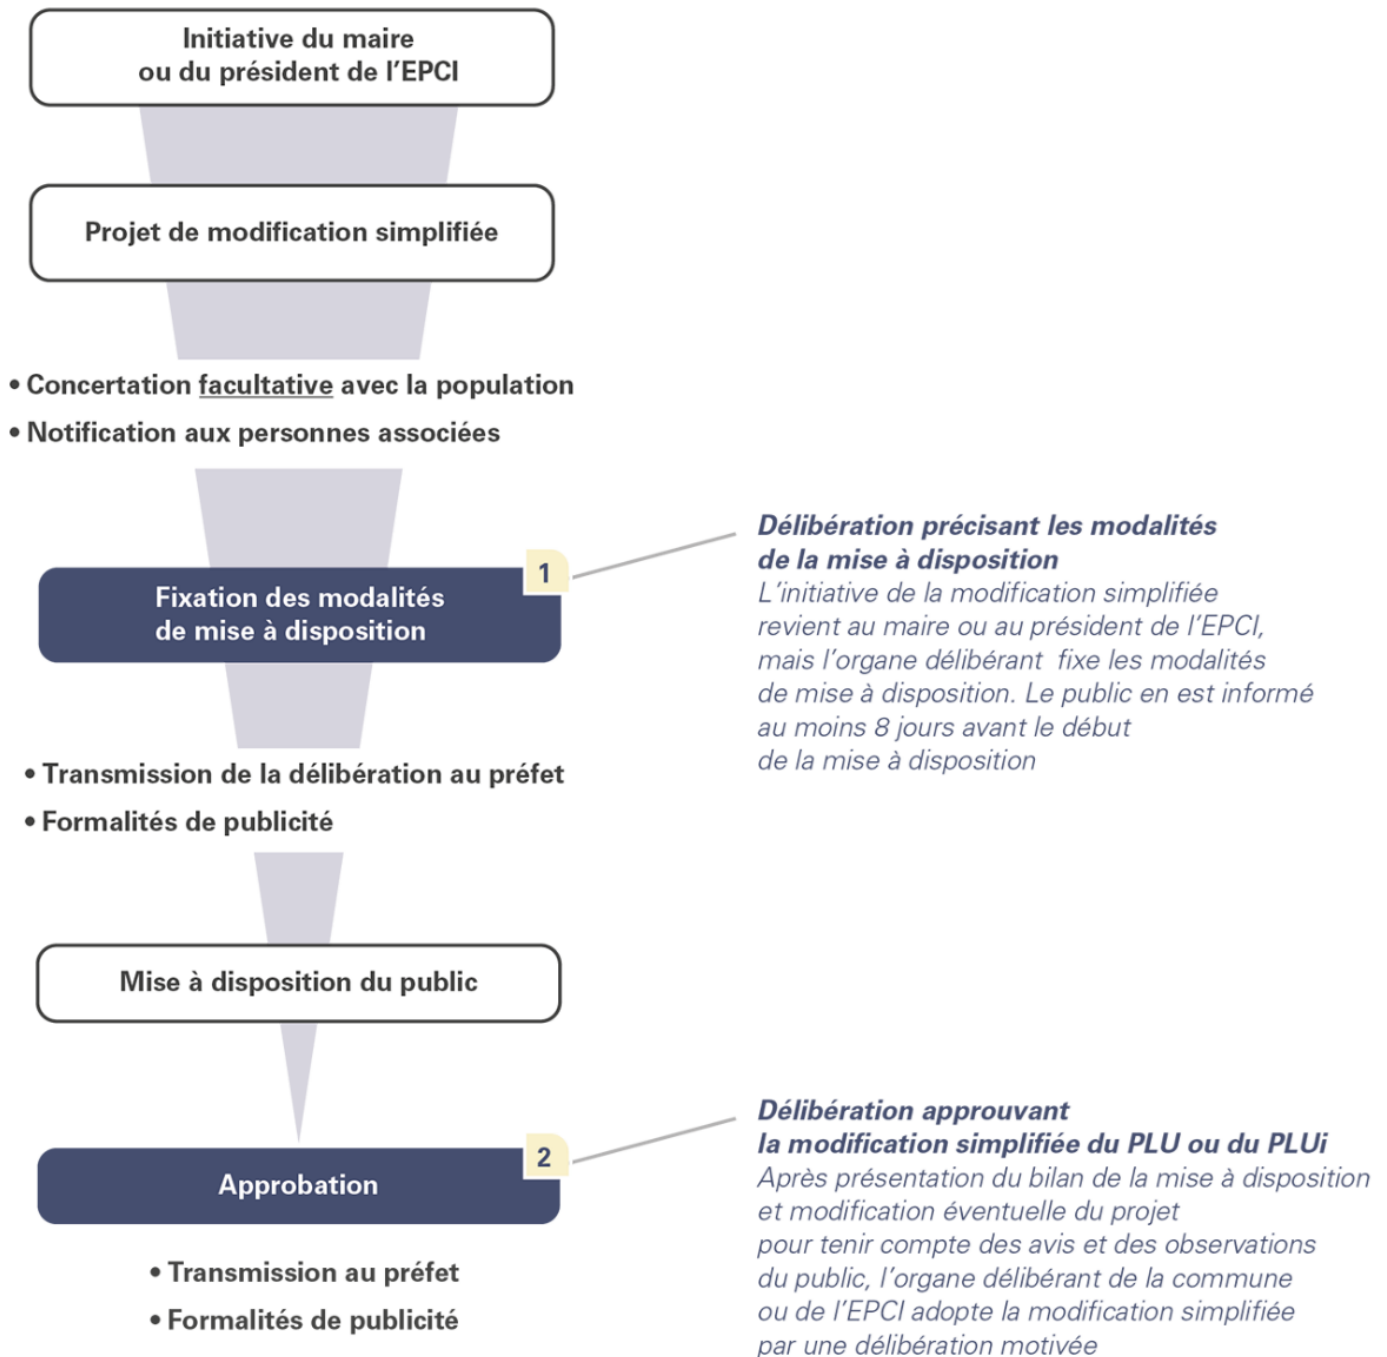 Initiative du maire
ou du président de l'EPCI
Projet de modification simplifiée
• Concertation facultative avec la population
• Notification aux personnes associées
1
Fixation des modalités
de mise à disposition
Délibération précisant les modalités
de la mise à disposition
L'initiative de la modification simplifiée
revient au maire ou au président de l'EPCI,
mais l'organe délibérant fixe les modalités
de mise à disposition. Le public en est informé
au moins 8 jours avant le début
de la mise à disposition
• Transmission de la délibération au préfet
• Formalités de publicité
Mise à disposition du public
2
Approbation
Délibération approuvant
la modification simplifiée du PLU ou du PLUi
Après présentation du bilan de la mise à disposition
et modification éventuelle du projet
pour tenir compte des avis et des observations
du public, l'organe délibérant de la commune
ou de l'EPCI adopte la modification simplifiée
par une délibération motivée
• Transmission au préfet
• Formalités de publicité